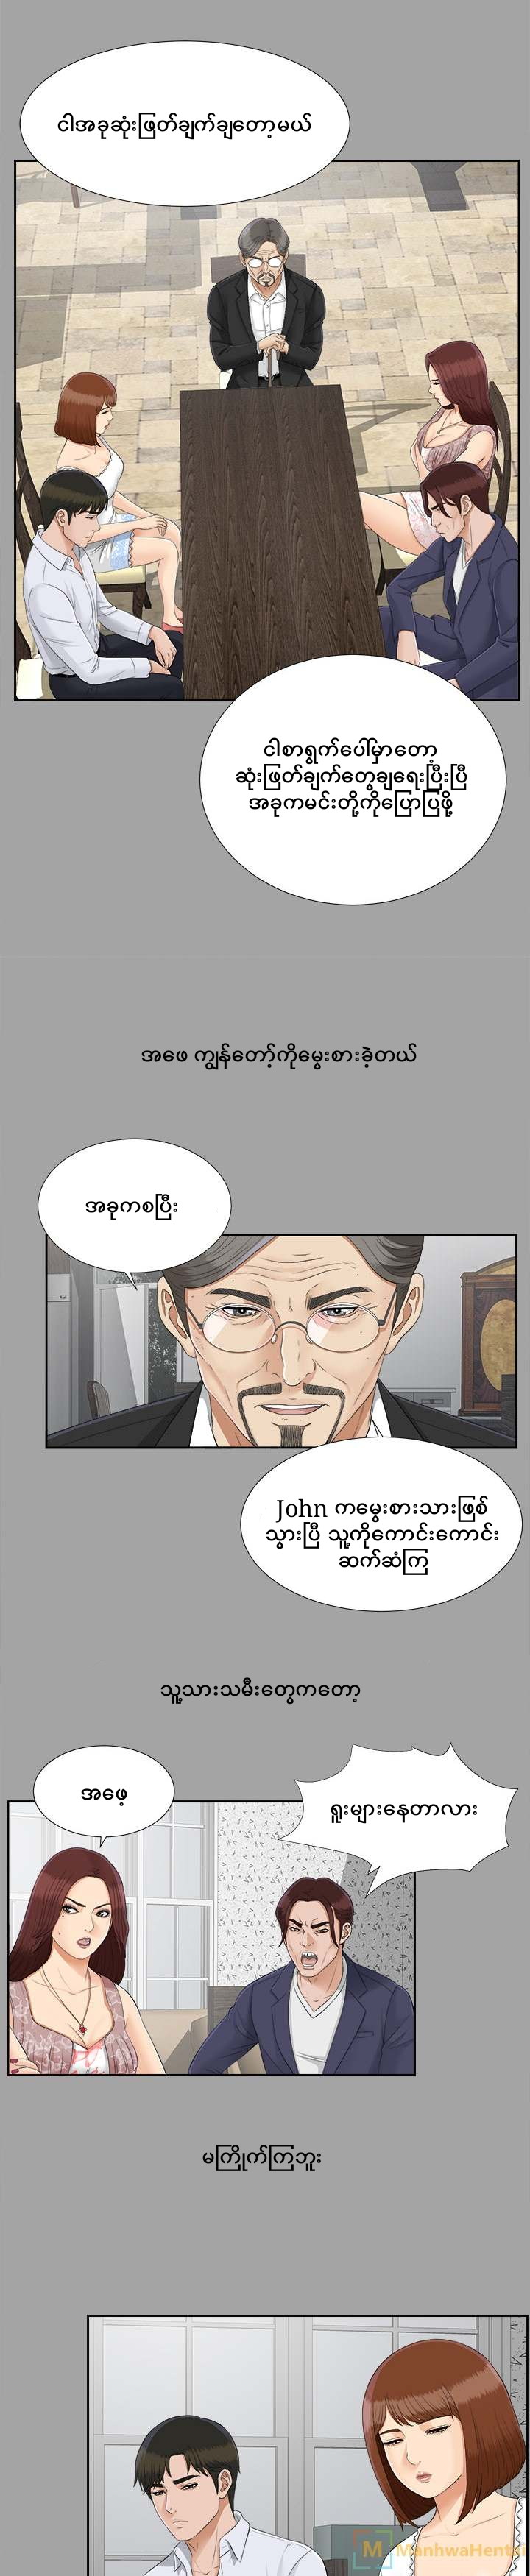 ငါအခုဆုံးဖြတ်ချက်ချတော့မယ်
ငါစာရွက်ပေါ်မှာတော့
ဆုံးဖြတ်ချက်တွေချရေးပြီးပြီ
အခုကမင်းတို့ကိုပြောပြဖို့
အဖေ ကျွန်တော့်ကိုမွေးစားခဲ့တယ်
အခုကစပြီး
John ကမွေးစားသားဖြစ်
သွားပြီ သူ့ကိုကောင်းကောင်း
ဆက်ဆံကြ
သူ့သားသမီးတွေကတော့
အဖေ့
ရူးများနေတာလား
မကြိုက်ကြဘူး
M ManhwaHentai